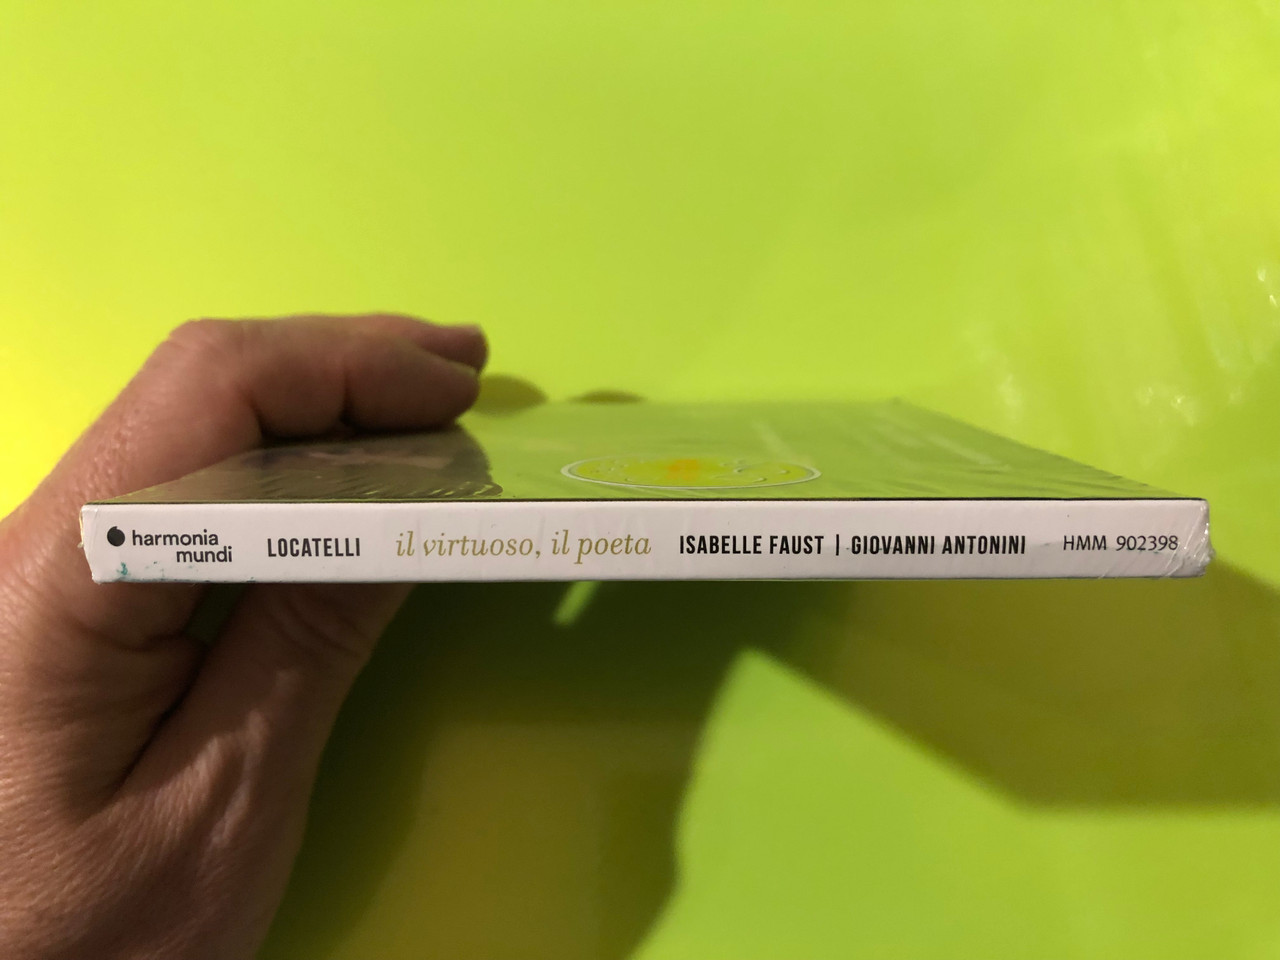 harmonia
mundi
LOCATELLI
il virtuoso, il poeta
ISABELLE FAUST | GIOVANNI ANTONINI
HMM 902398